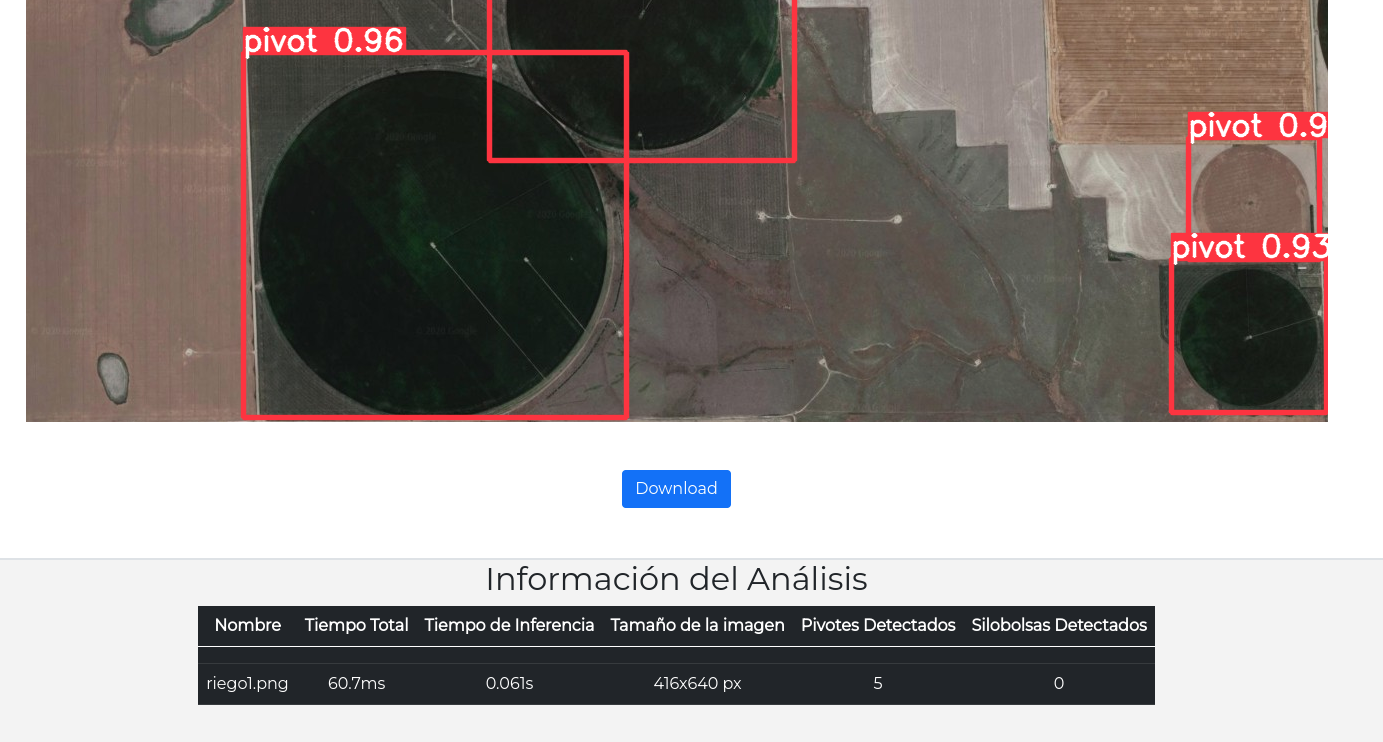 pivot 0.96
pivot 0.9
pivot 0.93
Download
Información del Análisis
Nombre Tiempo Total Tiempo de Inferencia Tamaño de la imagen Pivotes Detectados Silobolsas Detectados
riego1.png 60.7ms 0.061s 416x640 px 5 0